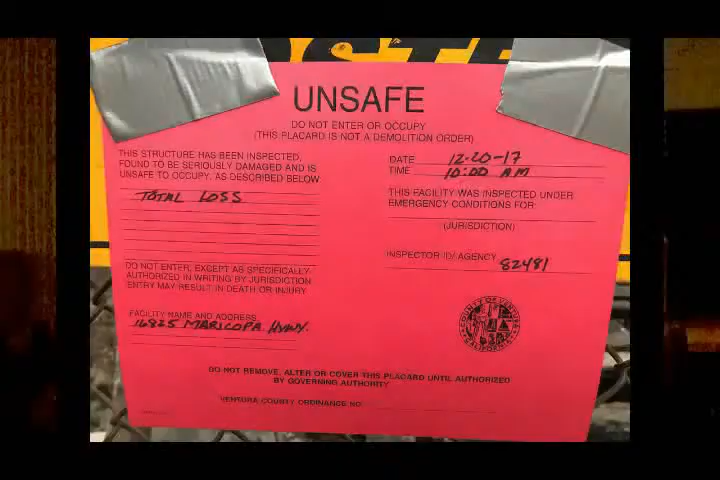 UNSAFE
DO NOT ENTER OR OCCUPY
(THIS PLACARD IS NOT A DEMOLITION ORDER)
THIS STRUCTURE HAS BEEN INSPECTED,
FOUND TO BE SERIOUSLY DAMAGED AND IS
UNSAFE TO OCCUPY, AS DESCRIBED BELOW
TOTAL LOSS
DO NOT ENTER, EXCEPT AS SPECIFICALLY
AUTHORIZED IN WRITING BY JURISDICTION
ENTRY MAY RESULT IN DEATH OR INJURY
FACILITY NAME AND ADDRESS
16825 MARICOPA HWY.
DATE 12-20-17
TIME 10:00 AM
THIS FACILITY WAS INSPECTED UNDER
EMERGENCY CONDITIONS FOR:
(JURISDICTION)
INSPECTOR ID/AGENCY 82481
COUNTY OF VENTURA
CALIFORNIA
DO NOT REMOVE, ALTER OR COVER THIS PLACARD UNTIL AUTHORIZED
BY GOVERNING AUTHORITY
VENTURA COUNTY ORDINANCE NO.